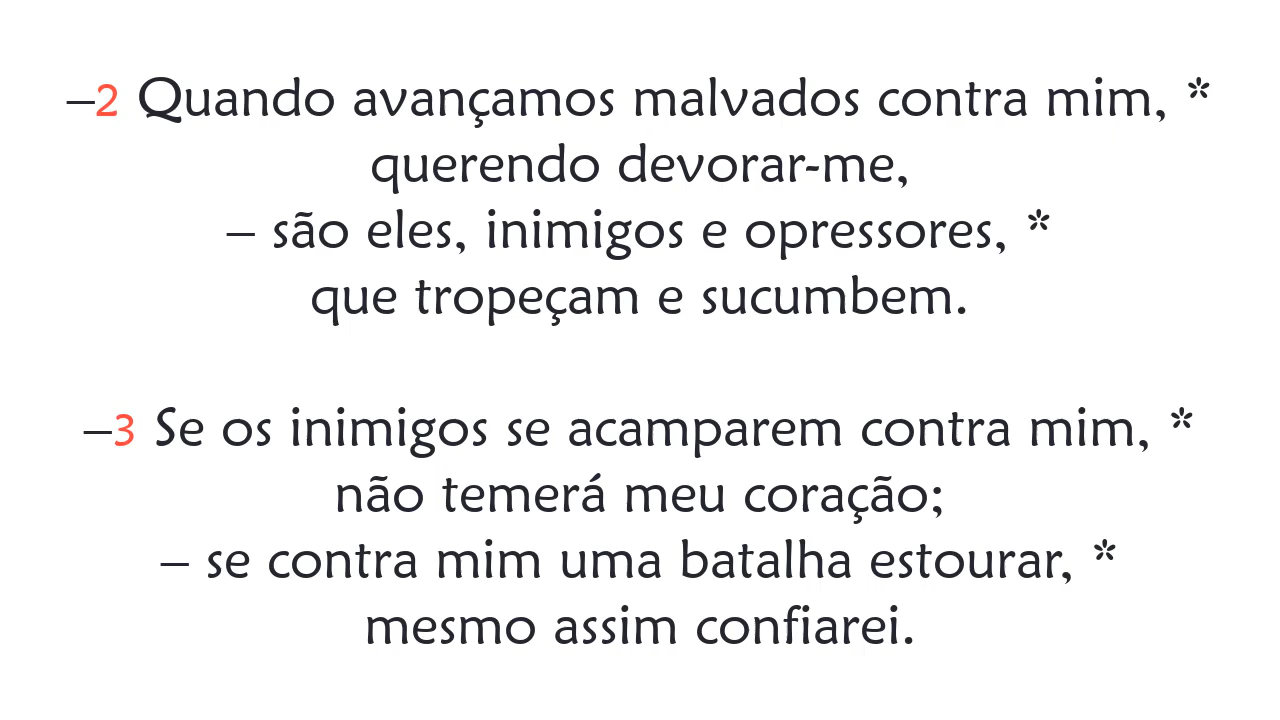 –2 Quando avançamos malvados contra mim, *
querendo devorar-me,
– são eles, inimigos e opressores, *
que tropeçam e sucumbem.
–3 Se os inimigos se acamparem contra mim, *
não temerá meu coração;
– se contra mim uma batalha estourar, *
mesmo assim confiarei.